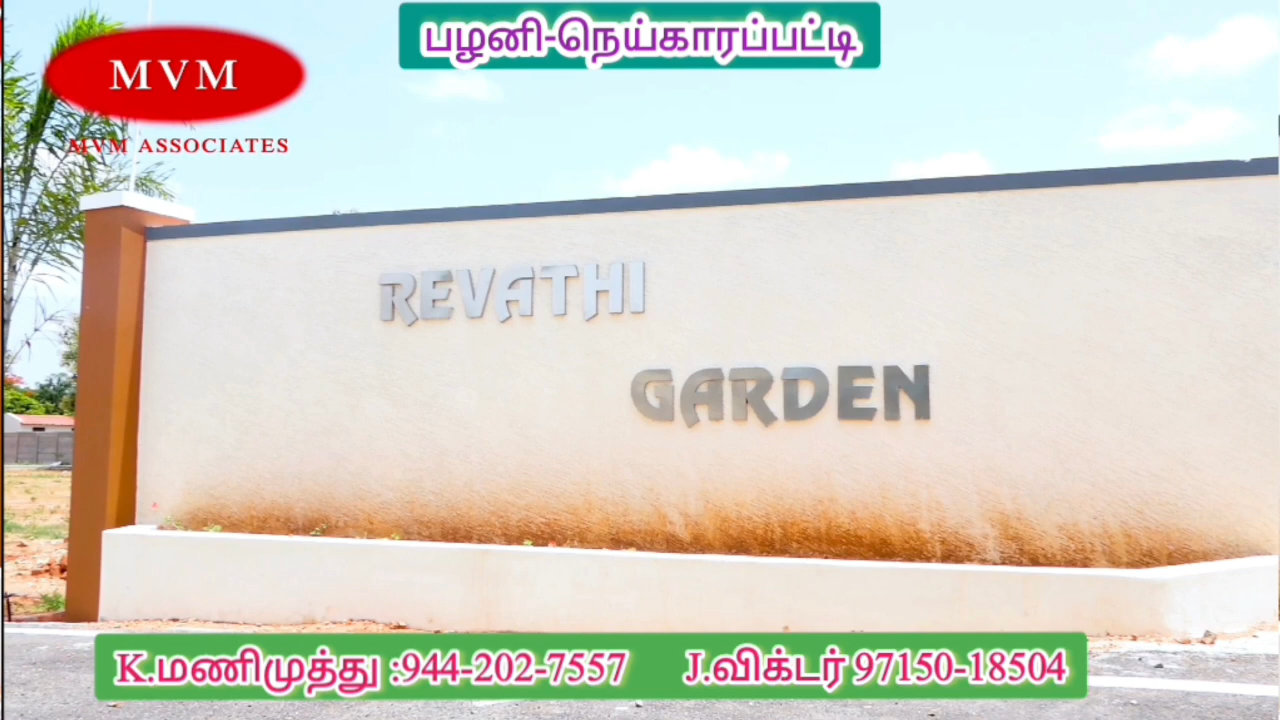 பழனி-நெய்காரப்பட்டி
MVM
MVM ASSOCIATES
REVATHI
GARDEN
K.மணிமுத்து :944-202-7557 J.விக்டர் 97150-18504